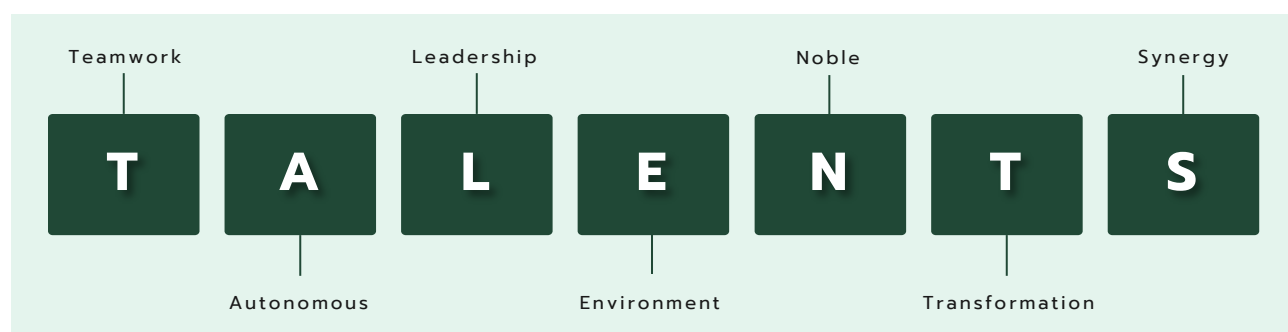 Teamwork Leadership Noble Synergy
T A L E N T S
Autonomous Environment Transformation